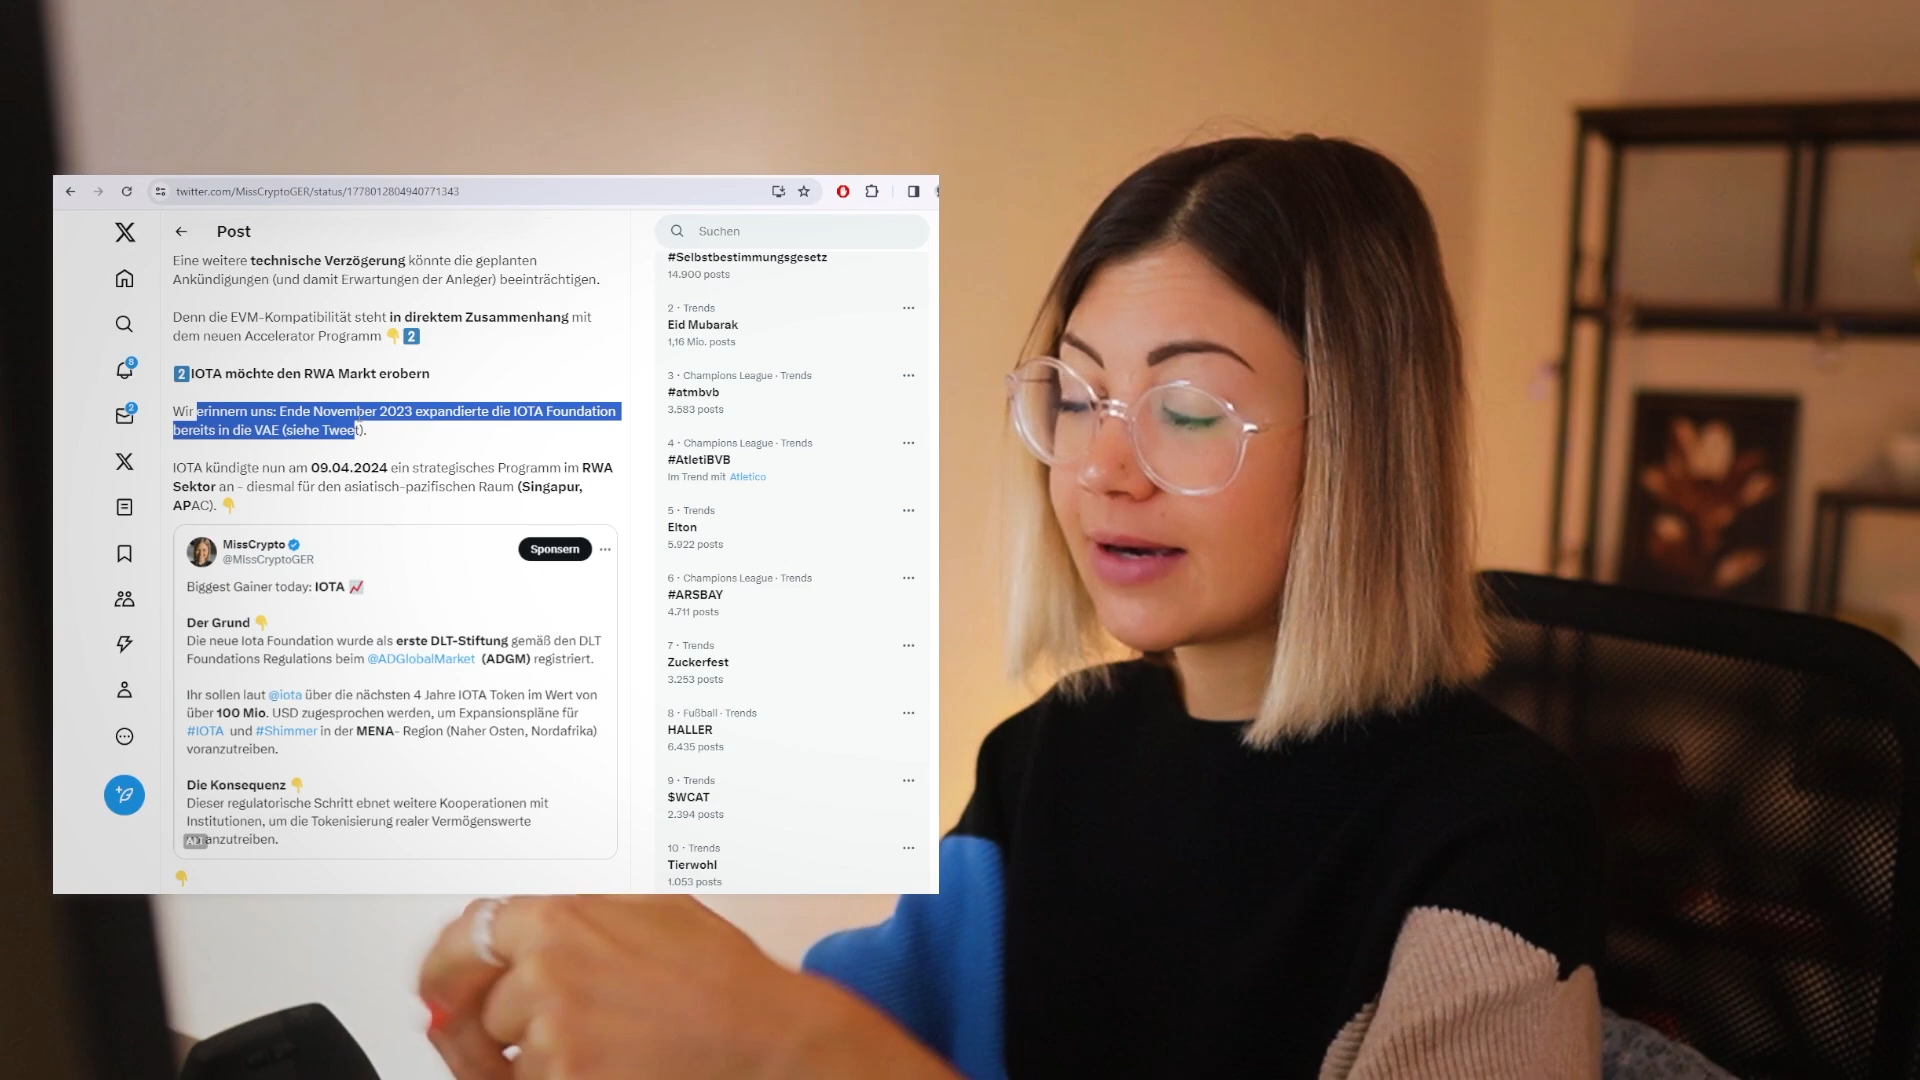 twitter.com/MissCryptoGER/status/1778012804940771343
Post
Suchen
Eine weitere technische Verzögerung könnte die geplanten
Ankündigungen (und damit Erwartungen der Anleger) beeinträchtigen.
Denn die EVM-Kompatibilität steht in direktem Zusammenhang mit
dem neuen Accelerator Programm 👇2️⃣
2️⃣IOTA möchte den RWA Markt erobern
Wir erinnern uns: Ende November 2023 expandierte die IOTA Foundation
bereits in die VAE (siehe Tweet).
IOTA kündigte nun am 09.04.2024 ein strategisches Programm im RWA
Sektor an - diesmal für den asiatisch-pazifischen Raum (Singapur,
APAC). 👇
MissCrypto
@MissCryptoGER
Sponsern
Biggest Gainer today: IOTA 📈
Der Grund 👇
Die neue Iota Foundation wurde als erste DLT-Stiftung gemäß den DLT
Foundations Regulations beim @ADGlobalMarket (ADGM) registriert.
Ihr sollen laut @iota über die nächsten 4 Jahre IOTA Token im Wert von
über 100 Mio. USD zugesprochen werden, um Expansionspläne für
#IOTA und #Shimmer in der MENA- Region (Naher Osten, Nordafrika)
voranzutreiben.
Die Konsequenz 👇
Dieser regulatorische Schritt ebnet weitere Kooperationen mit
Institutionen, um die Tokenisierung realer Vermögenswerte
anzutreiben.
👇
8
2
#Selbstbestimmungsgesetz
14.900 posts
2 · Trends
Eid Mubarak
1,16 Mio. posts
3 · Champions League · Trends
#atmbvb
3.583 posts
4 · Champions League · Trends
#AtletiBVB
Im Trend mit Atletico
5 · Trends
Elton
5.922 posts
6 · Champions League · Trends
#ARSBAY
4.711 posts
7 · Trends
Zuckerfest
3.253 posts
8 · Fußball · Trends
HALLER
6.435 posts
9 · Trends
$WCAT
2.394 posts
10 · Trends
Tierwohl
1.053 posts